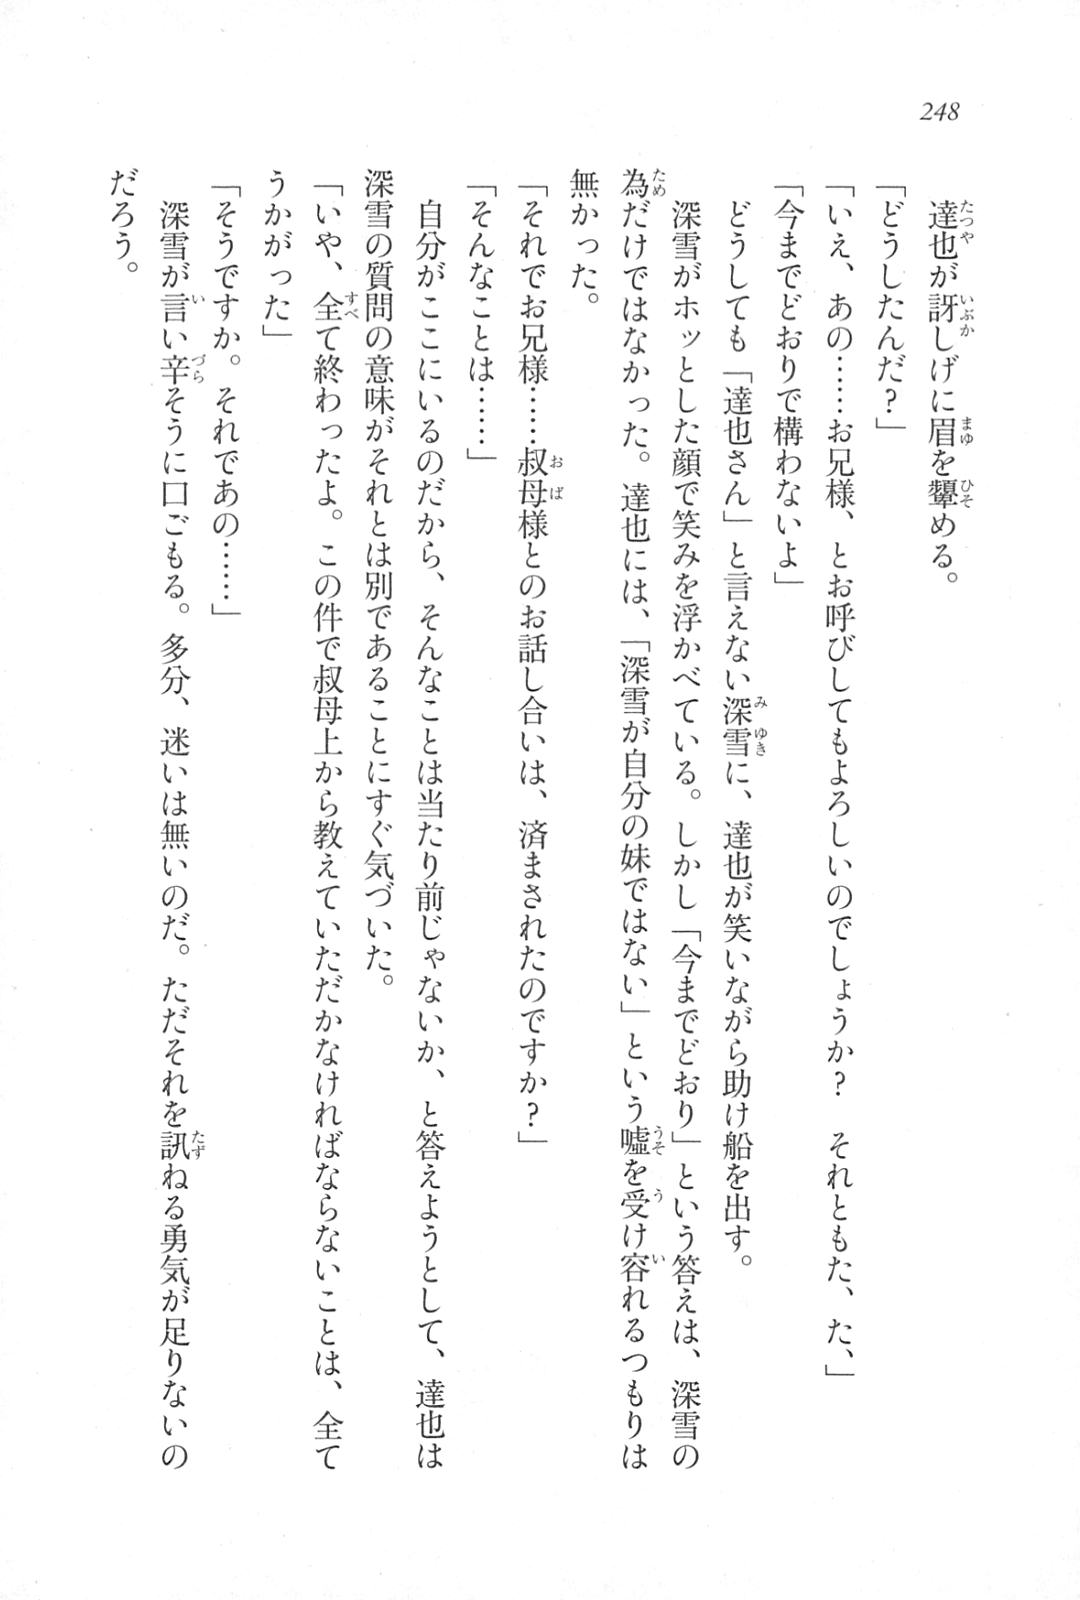 248
達也が訝しげに眉を顰める。
「どうしたんだ?」
「いえ、あの……お兄様、とお呼びしてもよろしいのでしょうか?　それともた、た、」
「今までどおりで構わないよ」
どうしても「達也さん」と言えない深雪に、達也が笑いながら助け船を出す。
深雪がホッとした顔で笑みを浮かべている。しかし「今までどおり」という答えは、深雪の
為だけではなかった。達也には、「深雪が自分の妹ではない」という嘘を受け容れるつもりは
無かった。
「それでお兄様……叔母様とのお話し合いは、済まされたのですか?」
「そんなことは……」
自分がここにいるのだから、そんなことは当たり前じゃないか、と答えようとして、達也は
深雪の質問の意味がそれとは別であることにすぐ気づいた。
「いや、全て終わったよ。この件で叔母上から教えていただかなければならないことは、全て
うかがった」
「そうですか。それであの……」
深雪が言い辛そうに口ごもる。多分、迷いは無いのだ。ただそれを訊ねる勇気が足りないの
だろう。